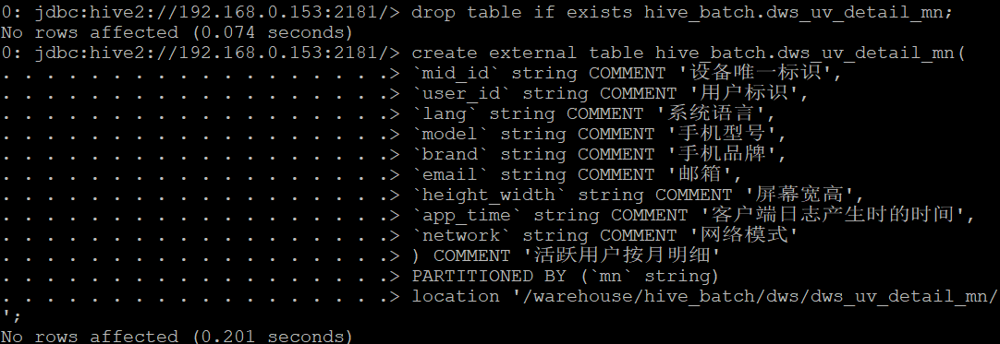 0: jdbc:hive2://192.168.0.153:2181/> drop table if exists hive_batch.dws_uv_detail_mn;
No rows affected (0.074 seconds)
0: jdbc:hive2://192.168.0.153:2181/> create external table hive_batch.dws_uv_detail_mn(
. . . . . . . . . . . . . . . . . .> `mid_id` string COMMENT '设备唯一标识',
. . . . . . . . . . . . . . . . . .> `user_id` string COMMENT '用户标识',
. . . . . . . . . . . . . . . . . .> `lang` string COMMENT '系统语言',
. . . . . . . . . . . . . . . . . .> `model` string COMMENT '手机型号',
. . . . . . . . . . . . . . . . . .> `brand` string COMMENT '手机品牌',
. . . . . . . . . . . . . . . . . .> `email` string COMMENT '邮箱',
. . . . . . . . . . . . . . . . . .> `height_width` string COMMENT '屏幕宽高',
. . . . . . . . . . . . . . . . . .> `app_time` string COMMENT '客户端日志产生时的时间',
. . . . . . . . . . . . . . . . . .> `network` string COMMENT '网络模式'
. . . . . . . . . . . . . . . . . .> ) COMMENT '活跃用户按月明细'
. . . . . . . . . . . . . . . . . .> PARTITIONED BY (`mn` string)
. . . . . . . . . . . . . . . . . .> location '/warehouse/hive_batch/dws/dws_uv_detail_mn/
';
No rows affected (0.201 seconds)